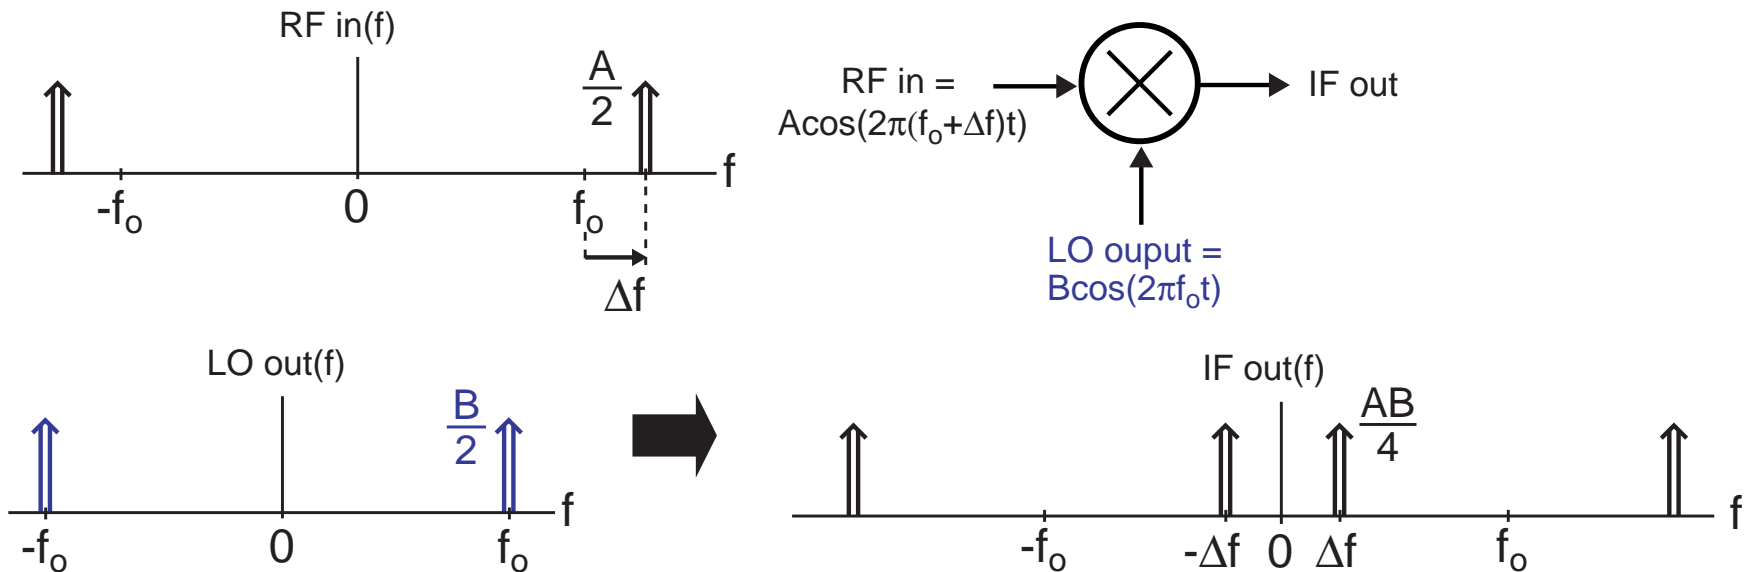 RF in(f)
A
2
-fₒ
0
fₒ
f
Δf
RF in =
Acos(2π(fₒ+Δf)t)
IF out
LO ouput =
Bcos(2πfₒt)
LO out(f)
B
2
-fₒ
0
fₒ
f
IF out(f)
AB
4
-fₒ
-Δf
0
Δf
fₒ
f